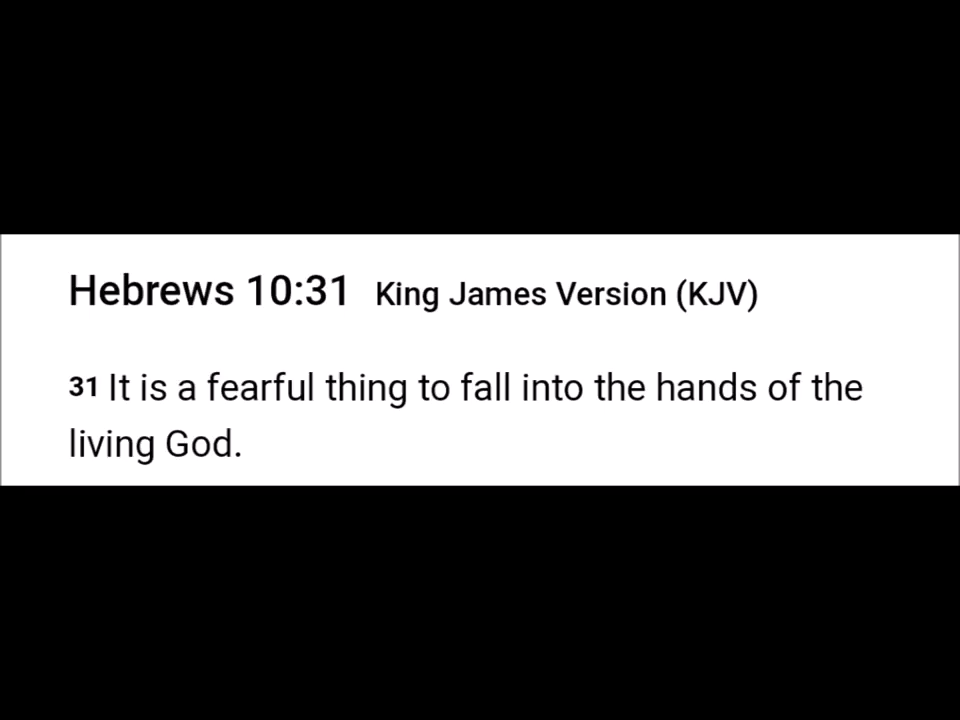 Hebrews 10:31 King James Version (KJV)
31 It is a fearful thing to fall into the hands of the
living God.